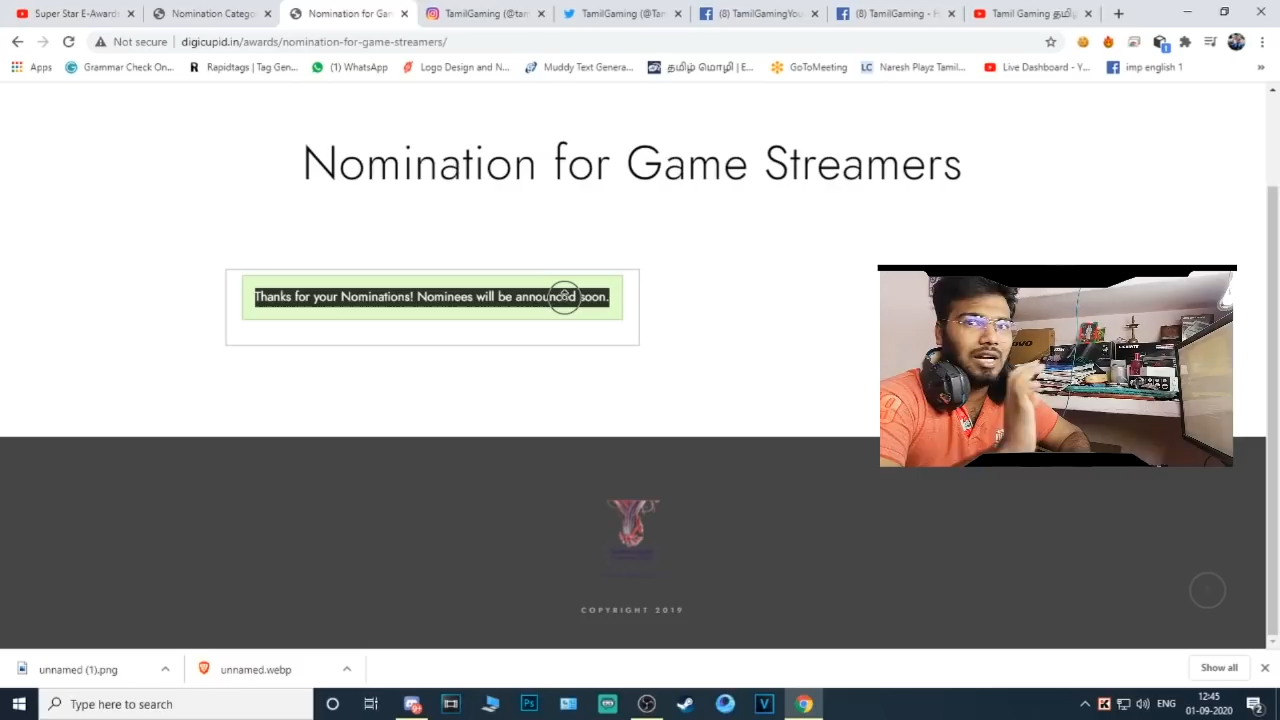 Super Star E-Awards
Nomination Catego
Nomination for Gan
TamilGaming (@tam
TamilGaming (@Tam
(8) TamilGamingYou
(8) TamilGaming - H
Tamil Gaming தமிழ்
Not secure
digicupid.in/awards/nomination-for-game-streamers/
Apps
Grammar Check On...
Rapidtags | Tag Gen...
(1) WhatsApp
Logo Design and N...
Muddy Text Genera...
தமிழ் மொழி | E...
GoToMeeting
LC Naresh Playz Tamil...
Live Dashboard - Y...
imp english 1
»
Nomination for Game Streamers
Thanks for your Nominations! Nominees will be announced soon.
COPYRIGHT 2019
unnamed (1).png
unnamed.webp
Show all
Type here to search
ENG
12:45
01-09-2020